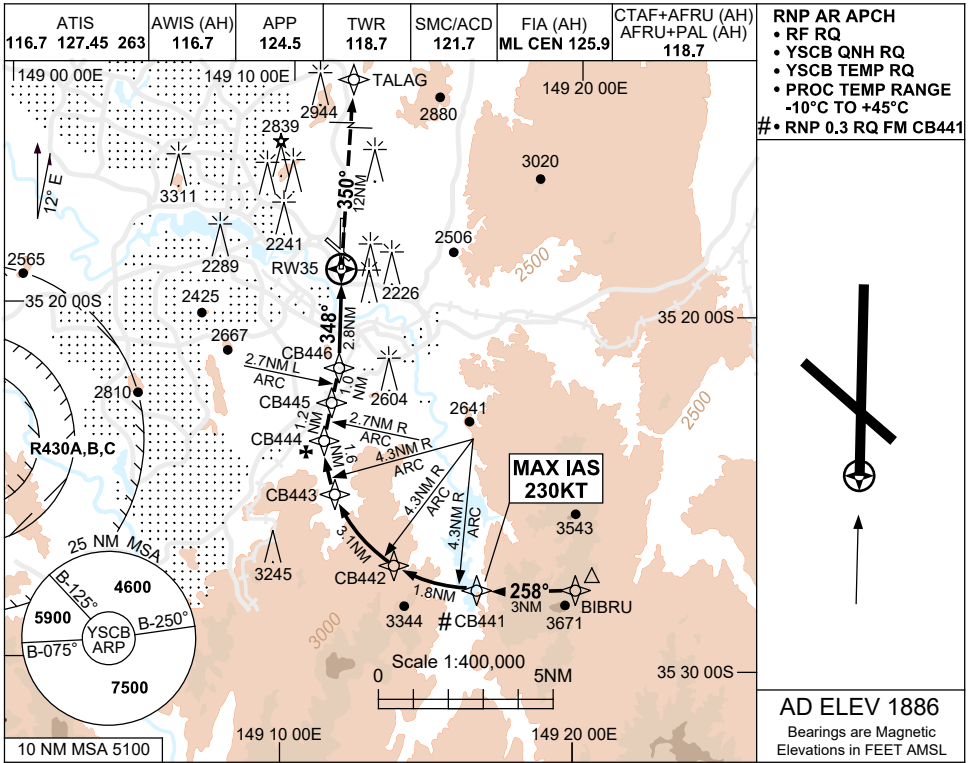 ATIS
116.7 127.45 263
AWIS (AH)
116.7
APP
124.5
TWR
118.7
SMC/ACD
121.7
FIA (AH)
ML CEN 125.9
CTAF+AFRU (AH)
AFRU+PAL (AH)
118.7
RNP AR APCH
• RF RQ
• YSCB QNH RQ
• YSCB TEMP RQ
• PROC TEMP RANGE
-10°C TO +45°C
#• RNP 0.3 RQ FM CB441
149 00 00E
149 10 00E
149 20 00E
TALAG
2944
2880
2839
3311
12° E
350°
12NM
3020
2241
2289
2506
2500
2565
RW35
2226
35 20 00S
35 20 00S
2425
2667
348°
2.8NM
CB446
2.7NM L
ARC
1.0
NM
2604
2810
CB445
1.2
NM
2.7NM R
ARC
2641
2500
CB444
4.3NM R
ARC
1.6
NM
R430A,B,C
4.3NM R
ARC
4.3NM R
ARC
MAX IAS
230KT
CB443
3543
3.1NM
3245
CB442
1.8NM
258°
3NM
BIBRU
3344
# CB441
3671
3000
25 NM MSA
4600
B-125°
5900
B-250°
YSCB
ARP
B-075°
7500
Scale 1:400,000
0
5NM
35 30 00S
10 NM MSA 5100
149 10 00E
149 20 00E
AD ELEV 1886
Bearings are Magnetic
Elevations in FEET AMSL